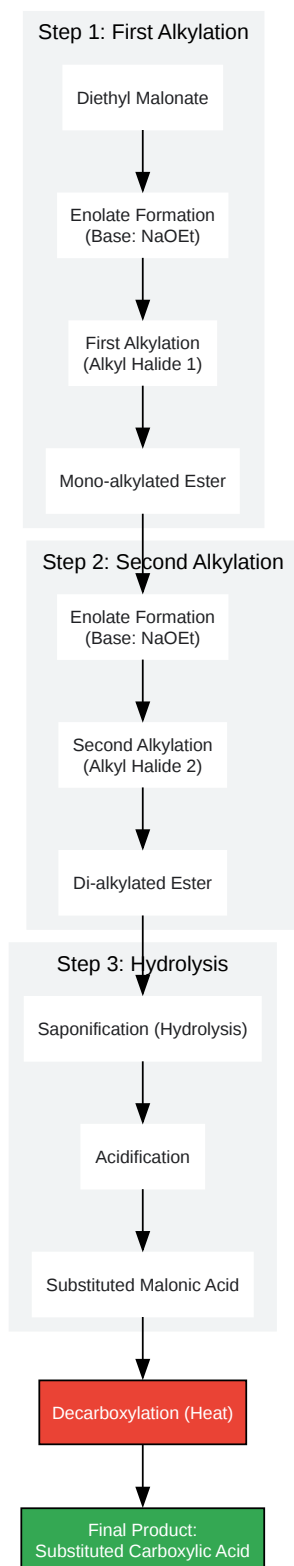 Step 1: First Alkylation
Diethyl Malonate
Enolate Formation
(Base: NaOEt)
First Alkylation
(Alkyl Halide 1)
Mono-alkylated Ester
Step 2: Second Alkylation
Enolate Formation
(Base: NaOEt)
Second Alkylation
(Alkyl Halide 2)
Di-alkylated Ester
Step 3: Hydrolysis
Saponification (Hydrolysis)
Acidification
Substituted Malonic Acid
Decarboxylation (Heat)
Final Product:
Substituted Carboxylic Acid